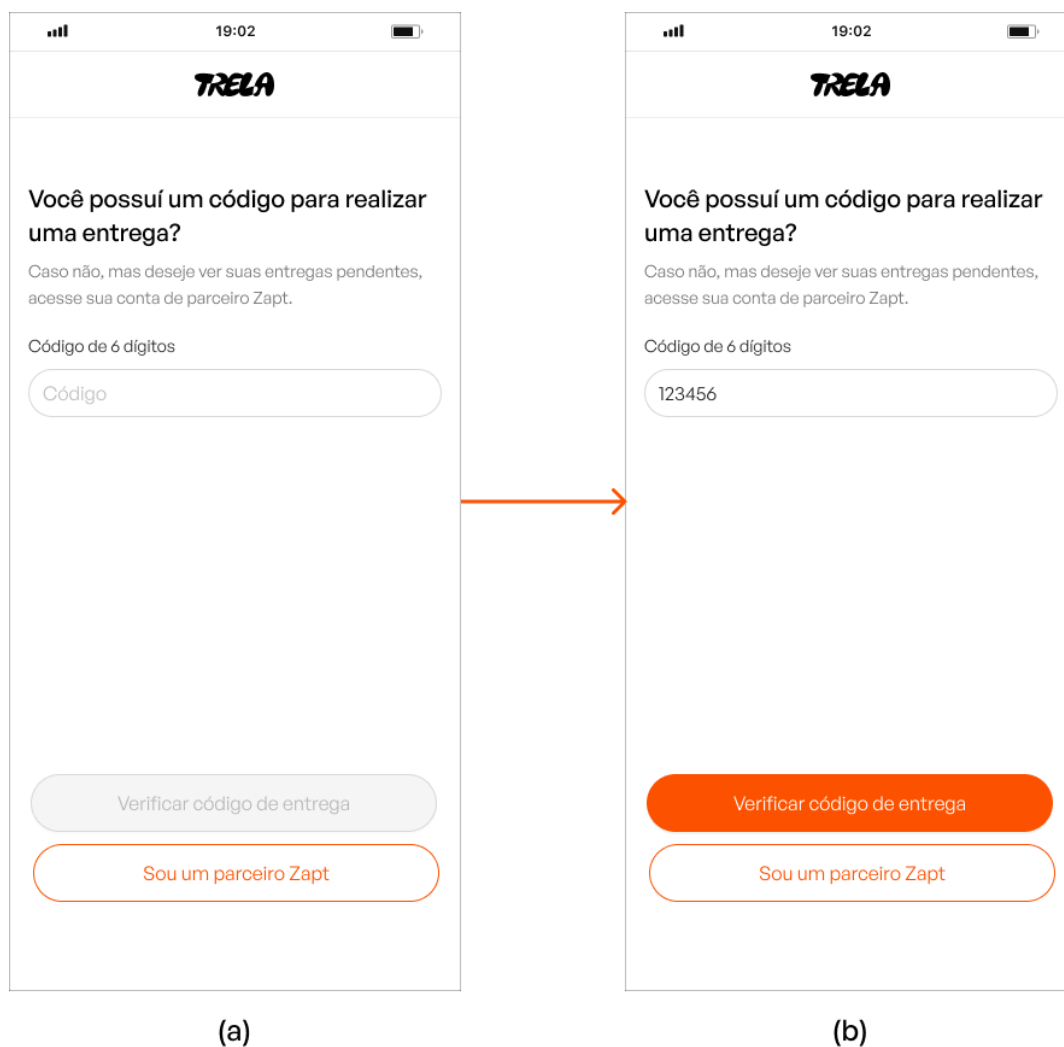 19:02
TRELA
Você possuí um código para realizar
uma entrega?
Caso não, mas deseje ver suas entregas pendentes,
acesse sua conta de parceiro Zapt.
Código de 6 dígitos
Código
Verificar código de entrega
Sou um parceiro Zapt
(a)
19:02
TRELA
Você possuí um código para realizar
uma entrega?
Caso não, mas deseje ver suas entregas pendentes,
acesse sua conta de parceiro Zapt.
Código de 6 dígitos
123456
Verificar código de entrega
Sou um parceiro Zapt
(b)